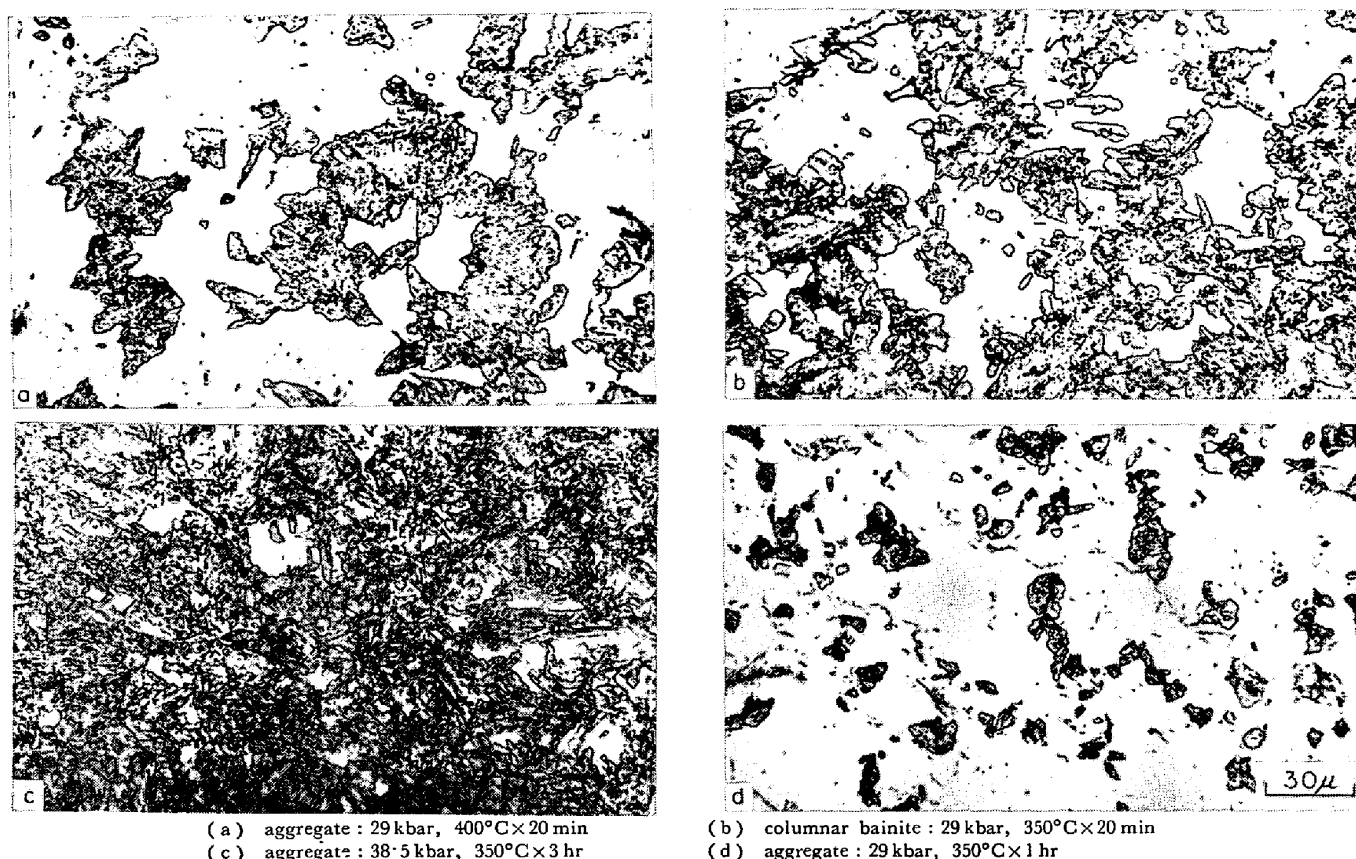 a
b
c
d
30μ
(a) aggregate : 29 kbar, 400°C×20 min
(b) columnar bainite : 29 kbar, 350°C×20 min
(c) aggregate : 38·5 kbar, 350°C×3 hr
(d) aggregate : 29 kbar, 350°C×1 hr